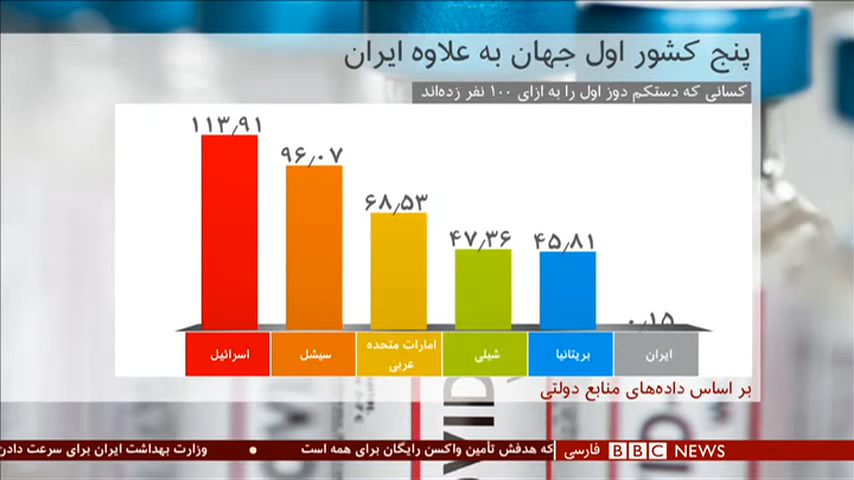 پنج کشور اول جهان به علاوه ایران
کسانی که دستکم دوز اول را به ازای ۱۰۰ نفر زده‌اند
۱۱۳٫۹۱
۹۶٫۰۷
۶۸٫۵۳
۴۷٫۳۶
۴۵٫۸۱
۰٫۱۵
اسرائیل
سیشل
امارات متحده
عربی
شیلی
بریتانیا
ایران
بر اساس داده‌های منابع دولتی
BBC NEWS فارسی
که هدفش تأمین واکسن رایگان برای همه است • وزارت بهداشت ایران برای سرعت دادن